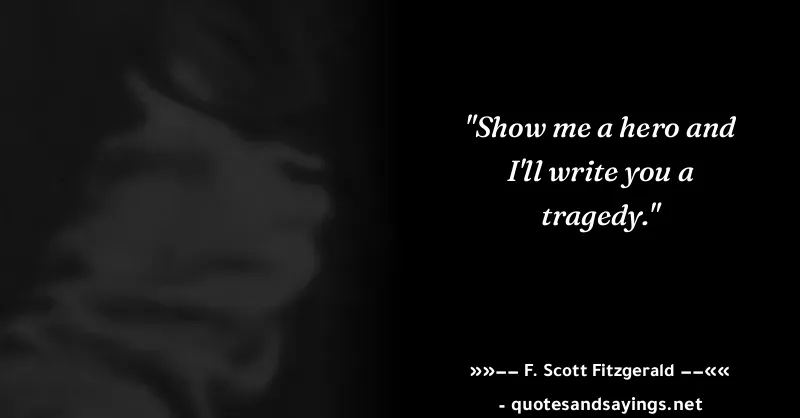 "Show me a hero and
I'll write you a
tragedy."
»»−− F. Scott Fitzgerald −−««
- quotesandsayings.net